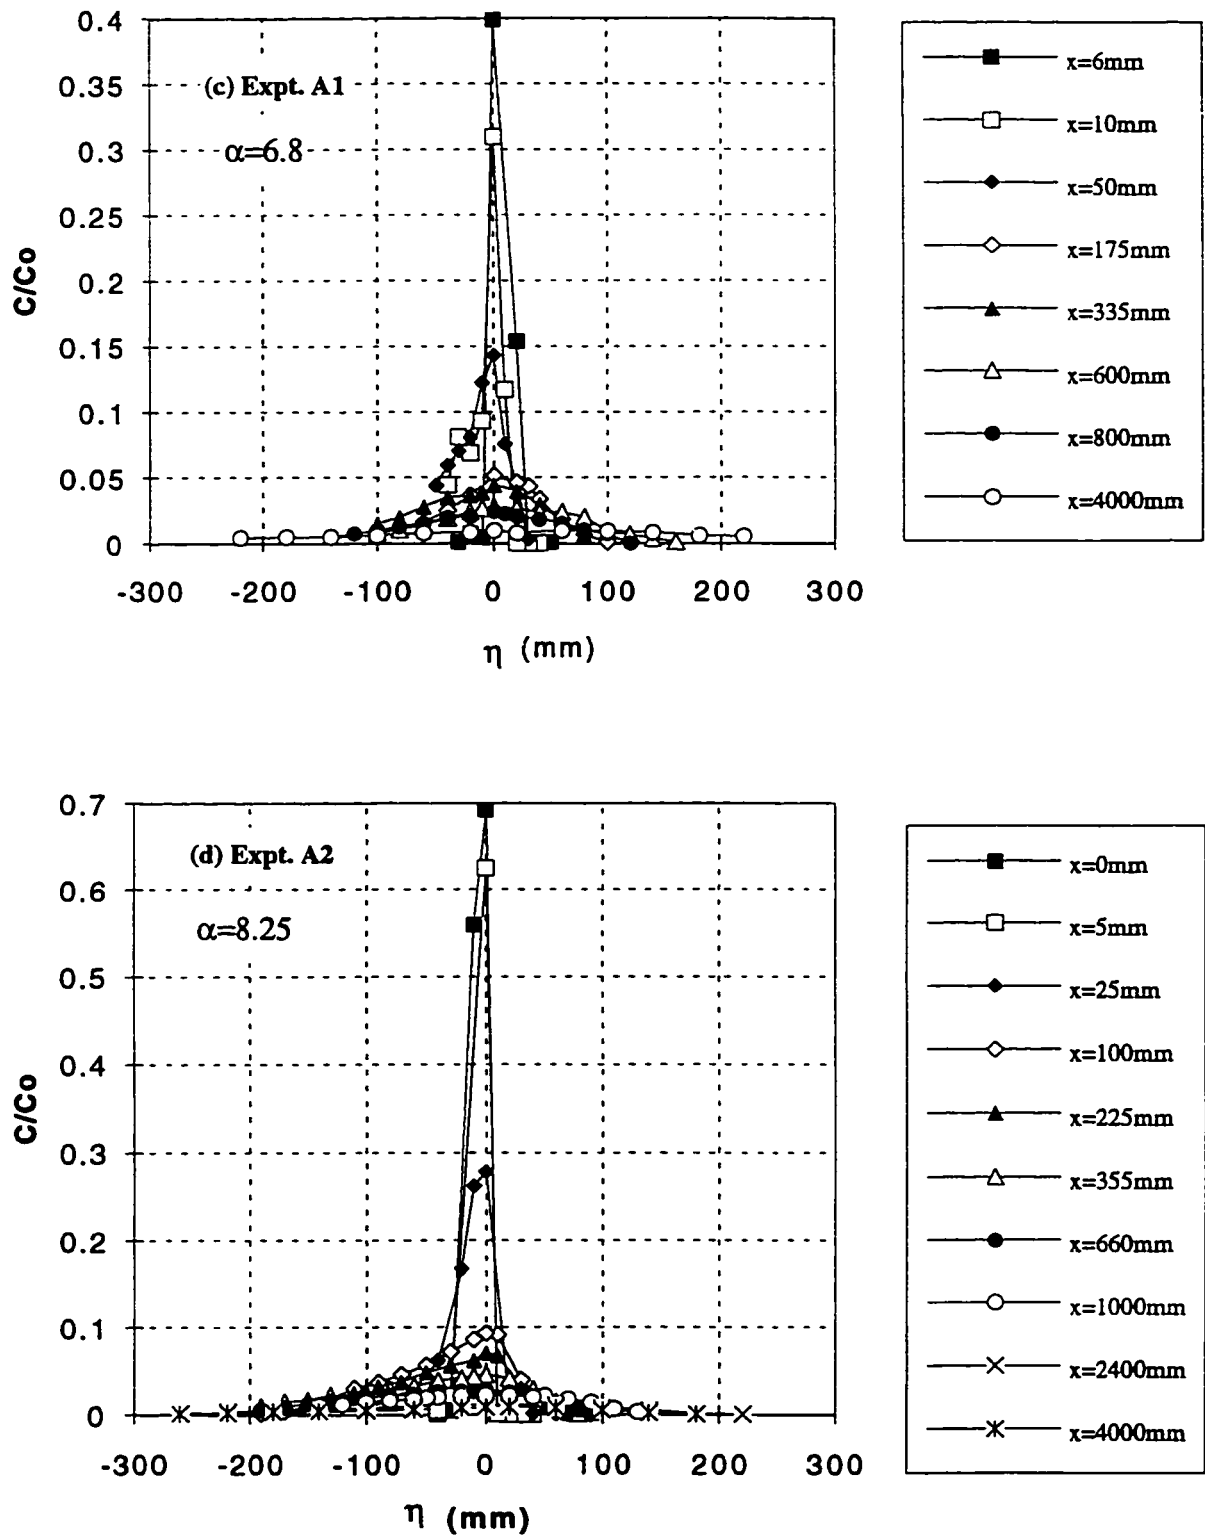 0.4
0.35
0.3
0.25
0.2
0.15
0.1
0.05
0
C/Co
(c) Expt. A1
α=6.8
-300 -200 -100 0 100 200 300
η (mm)
x=6mm
x=10mm
x=50mm
x=175mm
x=335mm
x=600mm
x=800mm
x=4000mm
0.7
0.6
0.5
0.4
0.3
0.2
0.1
0
C/Co
(d) Expt. A2
α=8.25
-300 -200 -100 0 100 200 300
η (mm)
x=0mm
x=5mm
x=25mm
x=100mm
x=225mm
x=355mm
x=660mm
x=1000mm
x=2400mm
x=4000mm